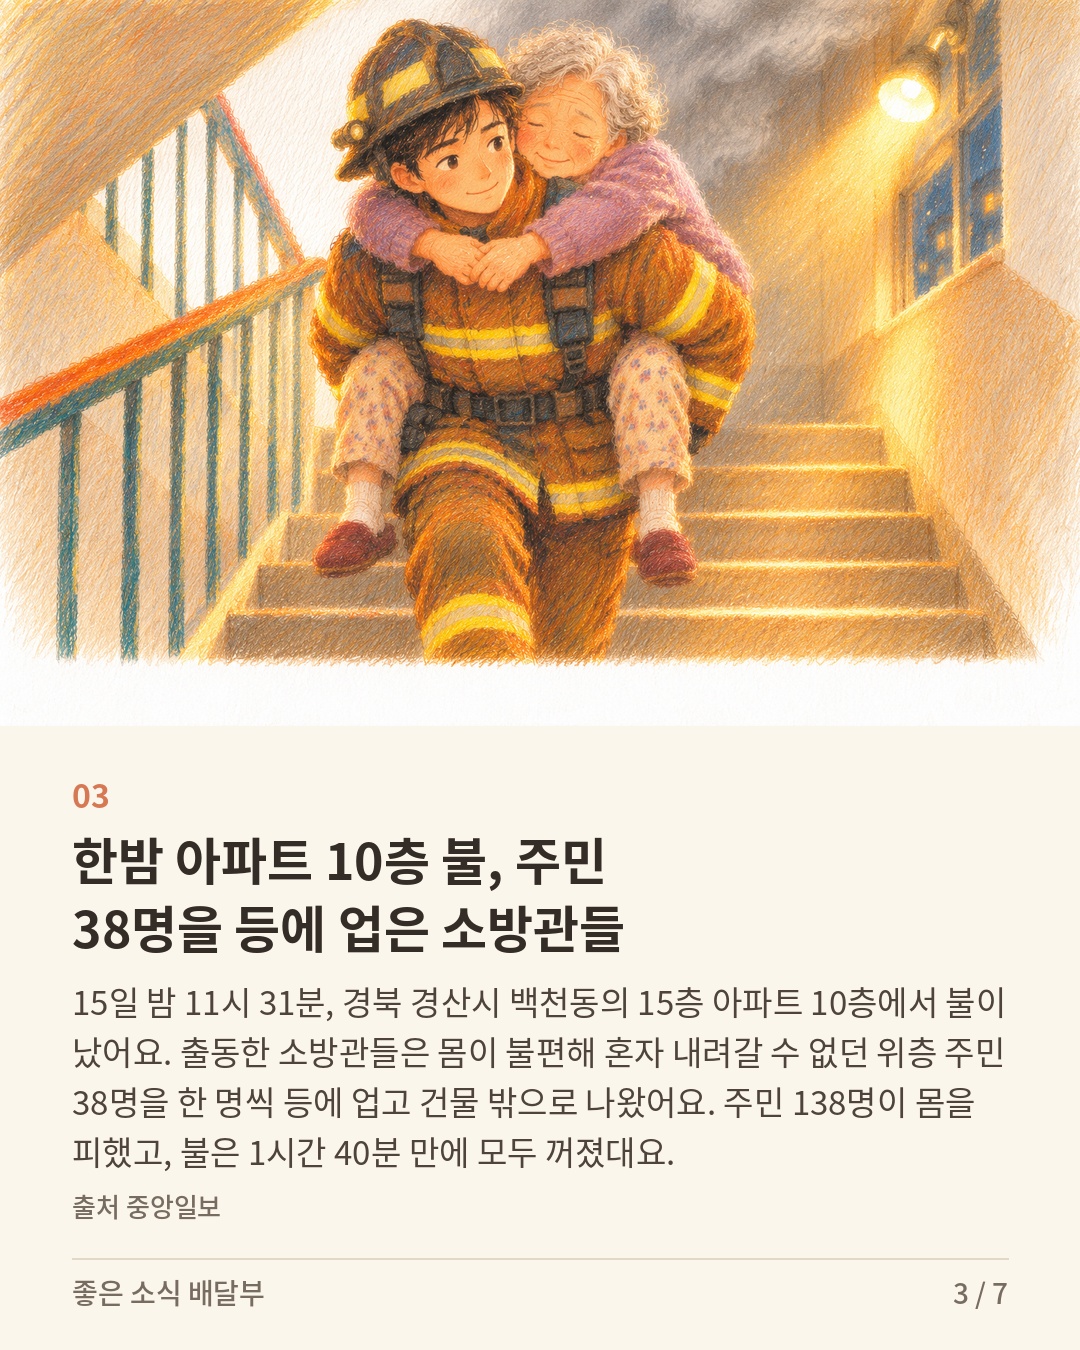 03
한밤 아파트 10층 불, 주민
38명을 등에 업은 소방관들
15일 밤 11시 31분, 경북 경산시 백천동의 15층 아파트 10층에서 불이
났어요. 출동한 소방관들은 몸이 불편해 혼자 내려갈 수 없던 위층 주민
38명을 한 명씩 등에 업고 건물 밖으로 나왔어요. 주민 138명이 몸을
피했고, 불은 1시간 40분 만에 모두 꺼졌대요.
출처 중앙일보
좋은 소식 배달부
3 / 7